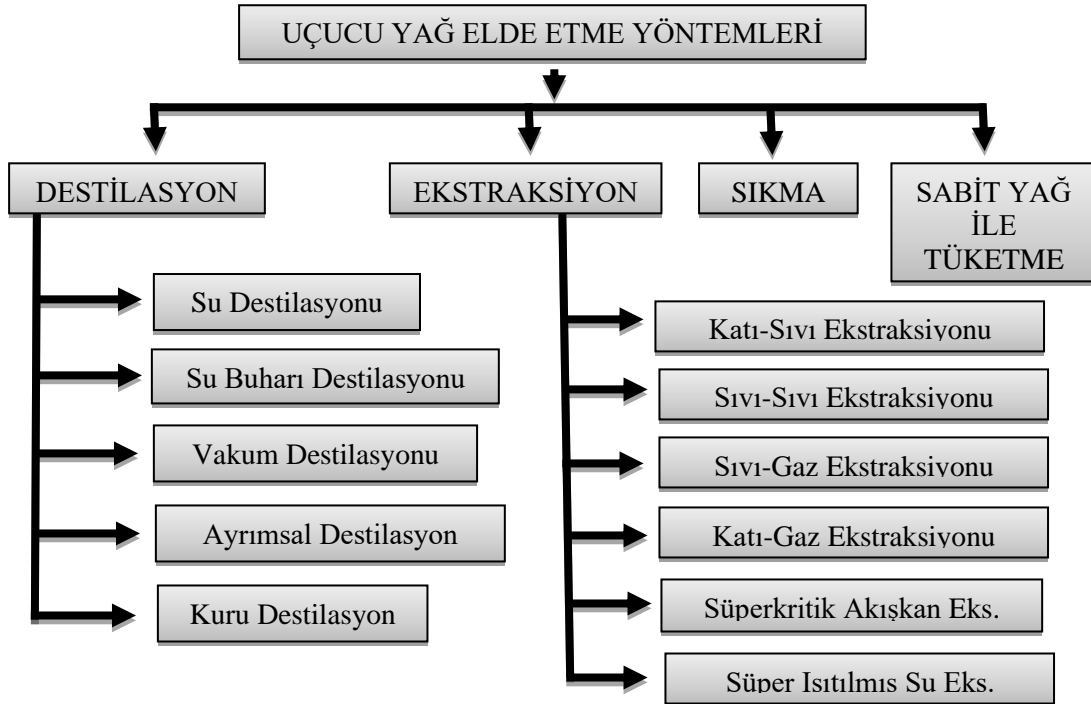 UÇUCU YAĞ ELDE ETME YÖNTEMLERİ
DESTİLASYON
EKSTRAKSİYON
SIKMA
SABİT YAĞ
İLE
TÜKETME
Su Destilasyonu
Su Buharı Destilasyonu
Vakum Destilasyonu
Ayrımsal Destilasyon
Kuru Destilasyon
Katı-Sıvı Ekstraksiyonu
Sıvı-Sıvı Ekstraksiyonu
Sıvı-Gaz Ekstraksiyonu
Katı-Gaz Ekstraksiyonu
Süperkritik Akışkan Eks.
Süper Isıtılmış Su Eks.